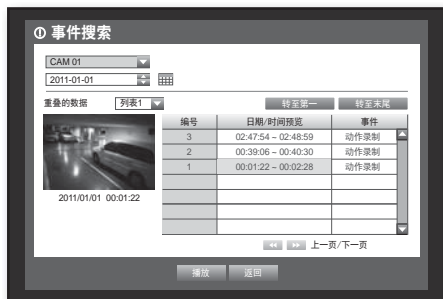 事件搜索
CAM 01
2011-01-01
重叠的数据 列表1 转至第一 转至末尾
编号 日期/时间预览 事件
3 02:47:54 ~ 02:48:59 动作录制
2 00:39:06 ~ 00:40:30 动作录制
1 00:01:22 ~ 00:02:28 动作录制
2011/01/01 00:01:22
上一页/下一页
播放 返回